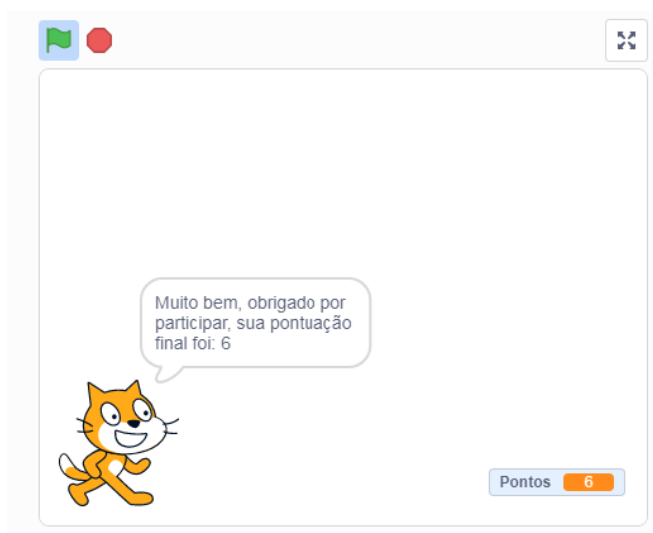 Muito bem, obrigado por
participar, sua pontuação
final foi: 6
Pontos 6